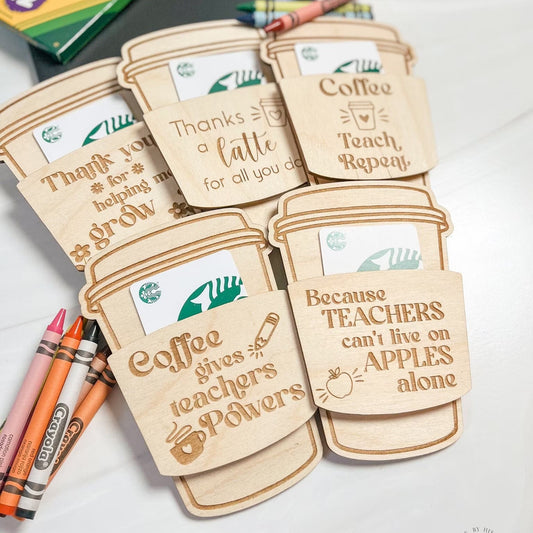 Thank you
for
helping me
grow
Thanks
a
latte
for all you do
Coffee
Teach,
Repeat,
Coffee
gives
teachers
Powers
Because
TEACHERS
can't live on
APPLES
alone
Crayola
Crayola